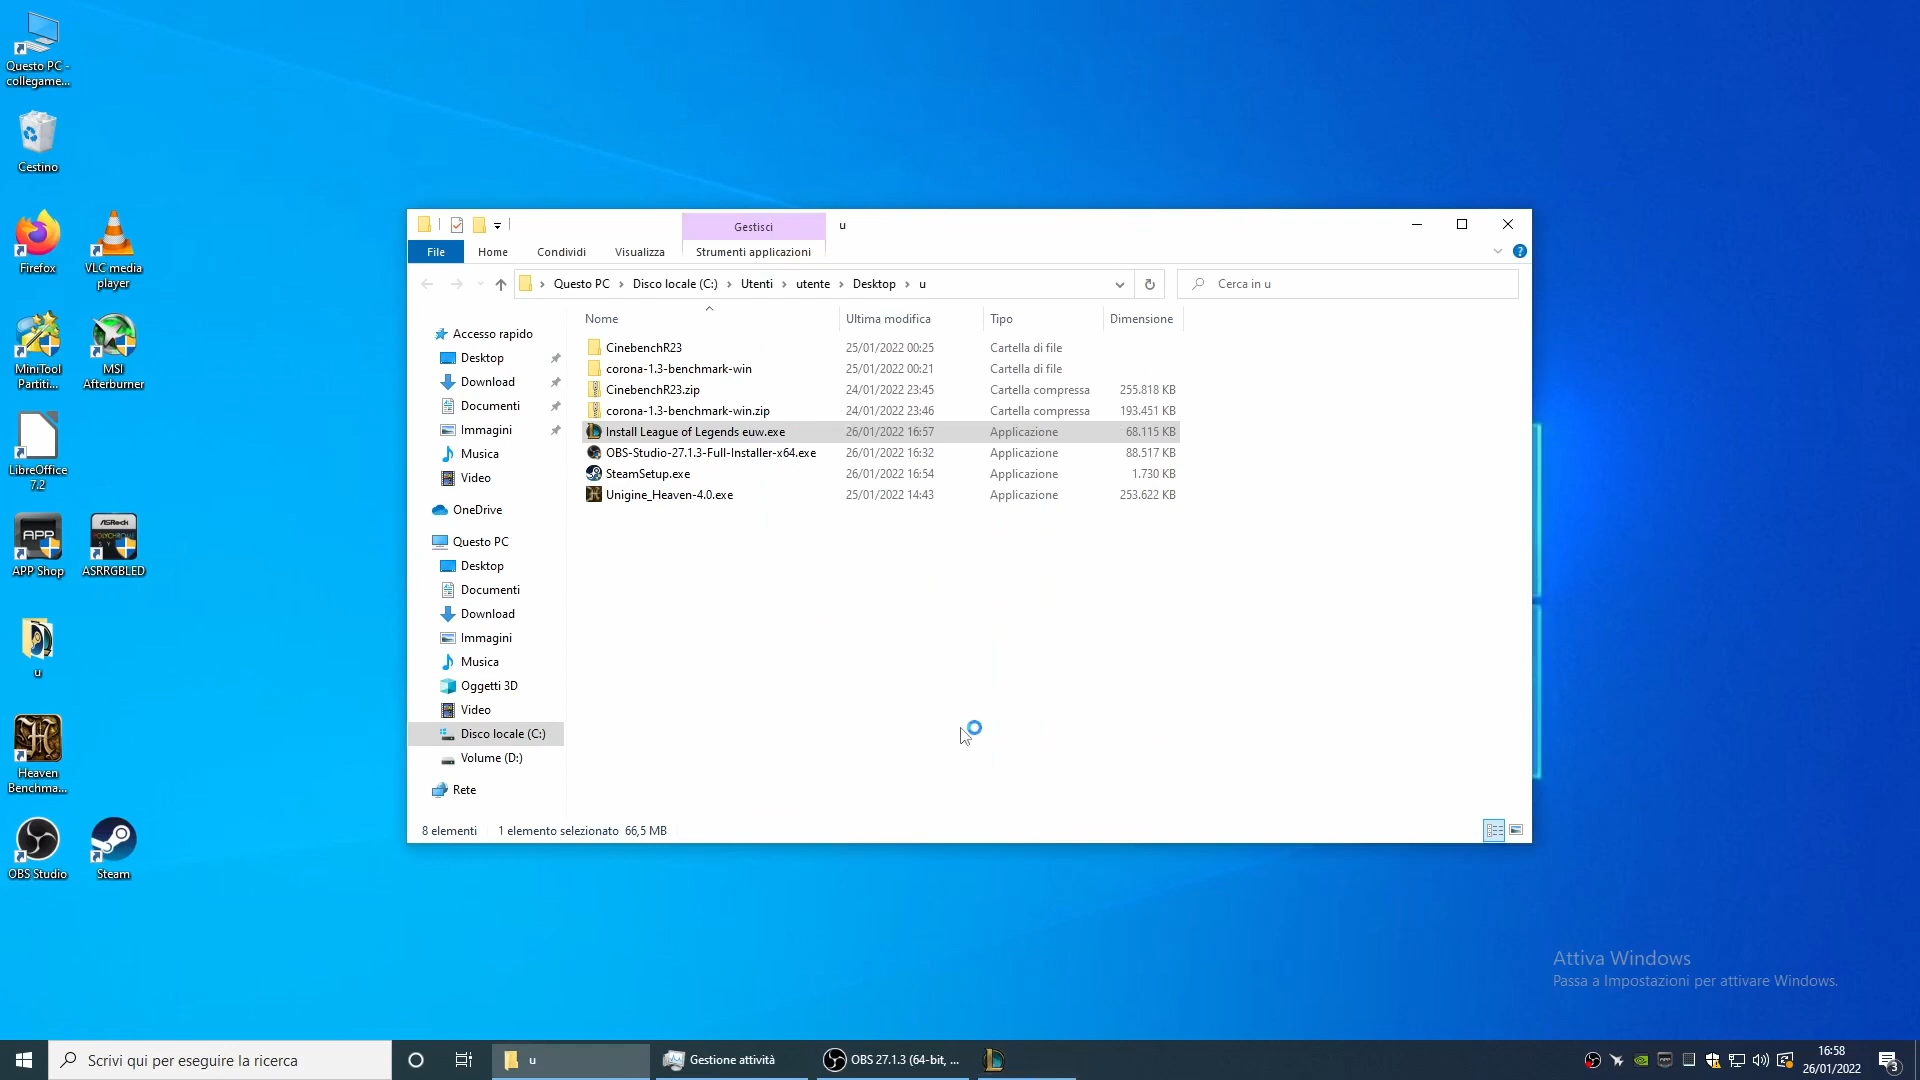 Questo PC -
collegame...
Cestino
Firefox
VLC media
player
MiniTool
Partiti...
MSI
Afterburner
LibreOffice
7.2
APP Shop
ASRRGBLED
u
Heaven
Benchma...
OBS Studio
Steam
Gestisci
u
File
Home
Condividi
Visualizza
Strumenti applicazioni
Questo PC
Disco locale (C:)
Utenti
utente
Desktop
u
Cerca in u
Nome
Ultima modifica
Tipo
Dimensione
CinebenchR23 25/01/2022 00:25 Cartella di file
corona-1.3-benchmark-win 25/01/2022 00:21 Cartella di file
CinebenchR23.zip 24/01/2022 23:45 Cartella compressa 255.818 KB
corona-1.3-benchmark-win.zip 24/01/2022 23:46 Cartella compressa 193.451 KB
Install League of Legends euw.exe 26/01/2022 16:57 Applicazione 68.115 KB
OBS-Studio-27.1.3-Full-Installer-x64.exe 26/01/2022 16:32 Applicazione 88.517 KB
SteamSetup.exe 26/01/2022 16:54 Applicazione 1.730 KB
Unigine_Heaven-4.0.exe 25/01/2022 14:43 Applicazione 253.622 KB
Accesso rapido
Desktop
Download
Documenti
Immagini
Musica
Video
OneDrive
Questo PC
Desktop
Documenti
Download
Immagini
Musica
Oggetti 3D
Video
Disco locale (C:)
Volume (D:)
Rete
8 elementi
1 elemento selezionato 66,5 MB
Attiva Windows
Passa a Impostazioni per attivare Windows.
Scrivi qui per eseguire la ricerca
u
Gestione attività
OBS 27.1.3 (64-bit, ...
16:58
26/01/2022
3